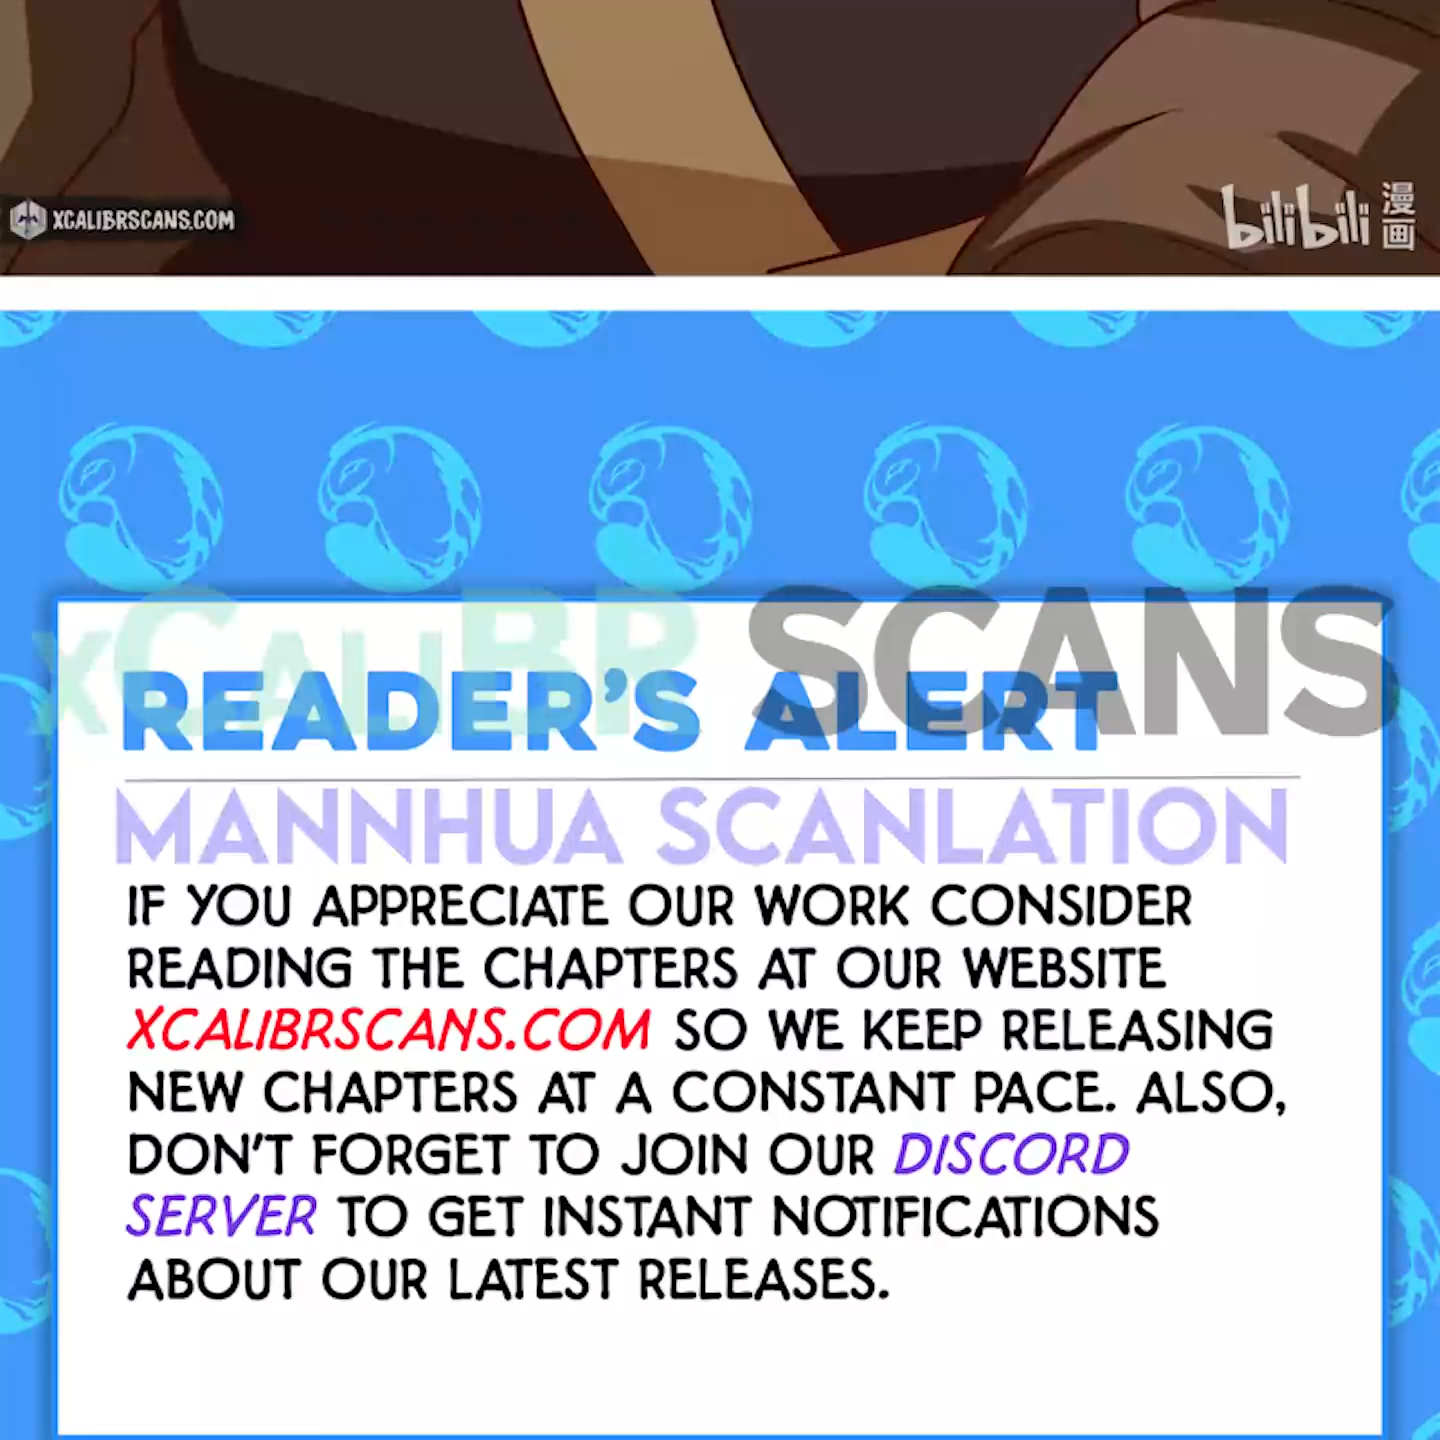 XCALIBRSCANS.COM
bilibili 漫画
XCALIBR SCANS
READER'S ALERT
MANNHUA SCANLATION
IF YOU APPRECIATE OUR WORK CONSIDER
READING THE CHAPTERS AT OUR WEBSITE
XCALIBRSCANS.COM SO WE KEEP RELEASING
NEW CHAPTERS AT A CONSTANT PACE. ALSO,
DON'T FORGET TO JOIN OUR DISCORD
SERVER TO GET INSTANT NOTIFICATIONS
ABOUT OUR LATEST RELEASES.